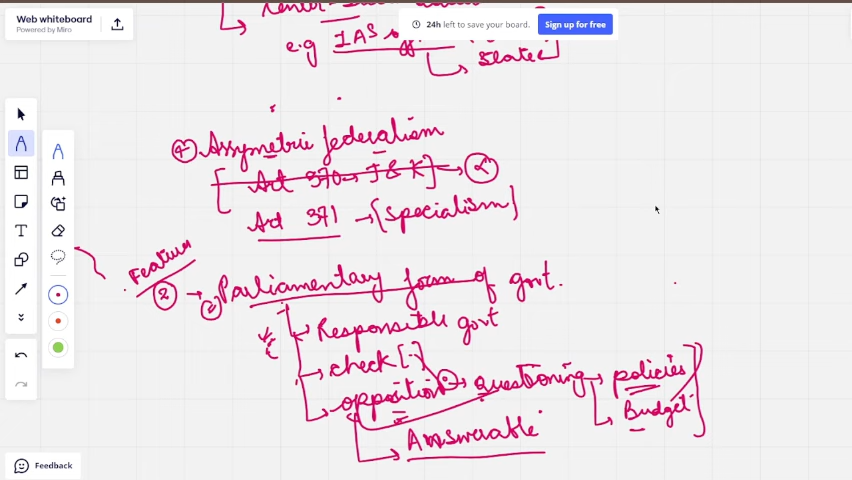 Web whiteboard
Powered by Miro
24h left to save your board.
Sign up for free
e.g IAS
States]
④ Assymetric federalism
[Art 370 → J & K]
Art 371 → {Specialism}
Feature
② → Parliamentary form of govt.
→ Responsible govt
→ check [-]
→ opposition → questioning → policies
→ Budget
→ Answerable
Feedback